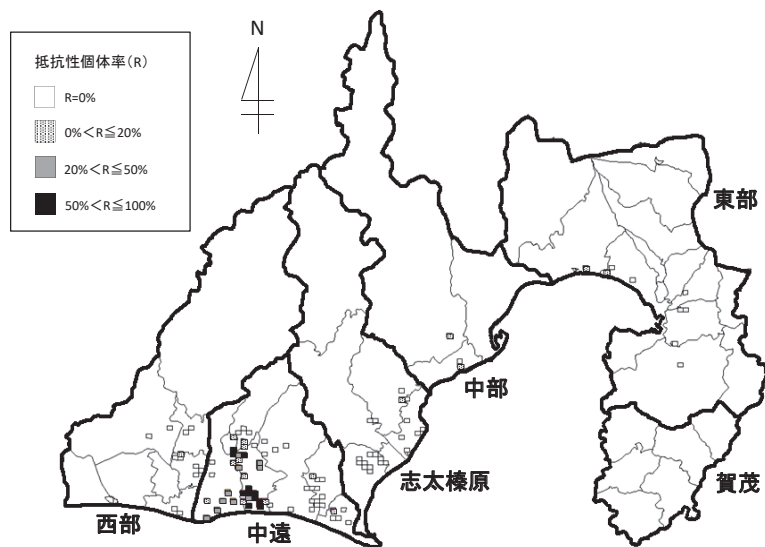 抵抗性個体率(R)
R=0%
0%<R≦20%
20%<R≦50%
50%<R≦100%
N
東部
中部
志太榛原
賀茂
西部
中遠